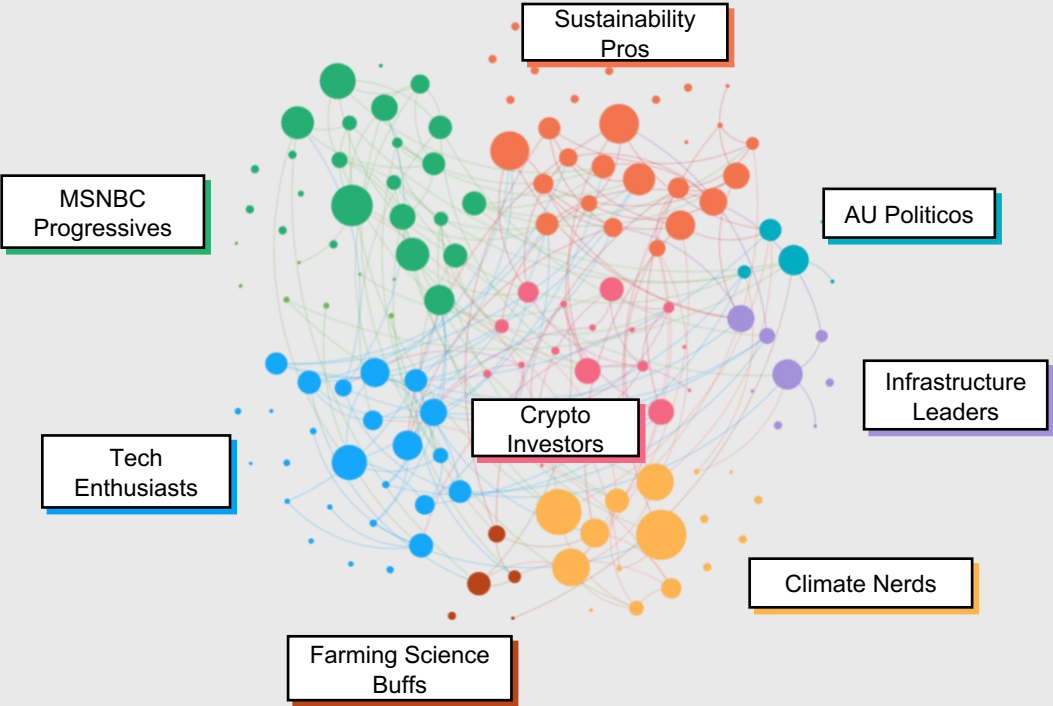 Sustainability
Pros
MSNBC
Progressives
AU Politicos
Infrastructure
Leaders
Crypto
Investors
Tech
Enthusiasts
Climate Nerds
Farming Science
Buffs